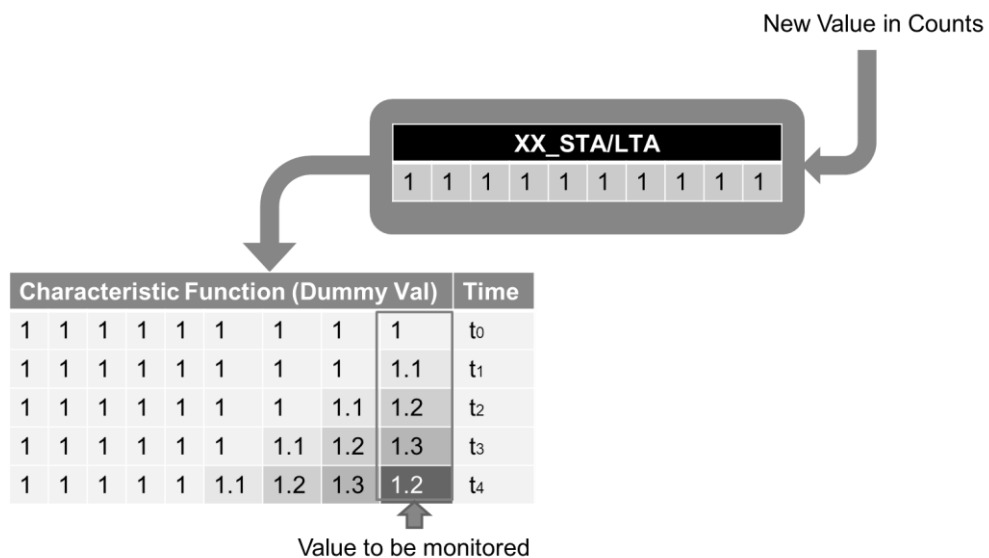 New Value in Counts
XX_STA/LTA
1 1 1 1 1 1 1 1 1 1
Characteristic Function (Dummy Val) Time
1 1 1 1 1 1 1 1 1 t0
1 1 1 1 1 1 1 1 1.1 t1
1 1 1 1 1 1 1 1.1 1.2 t2
1 1 1 1 1 1 1.1 1.2 1.3 t3
1 1 1 1 1 1.1 1.2 1.3 1.2 t4
Value to be monitored